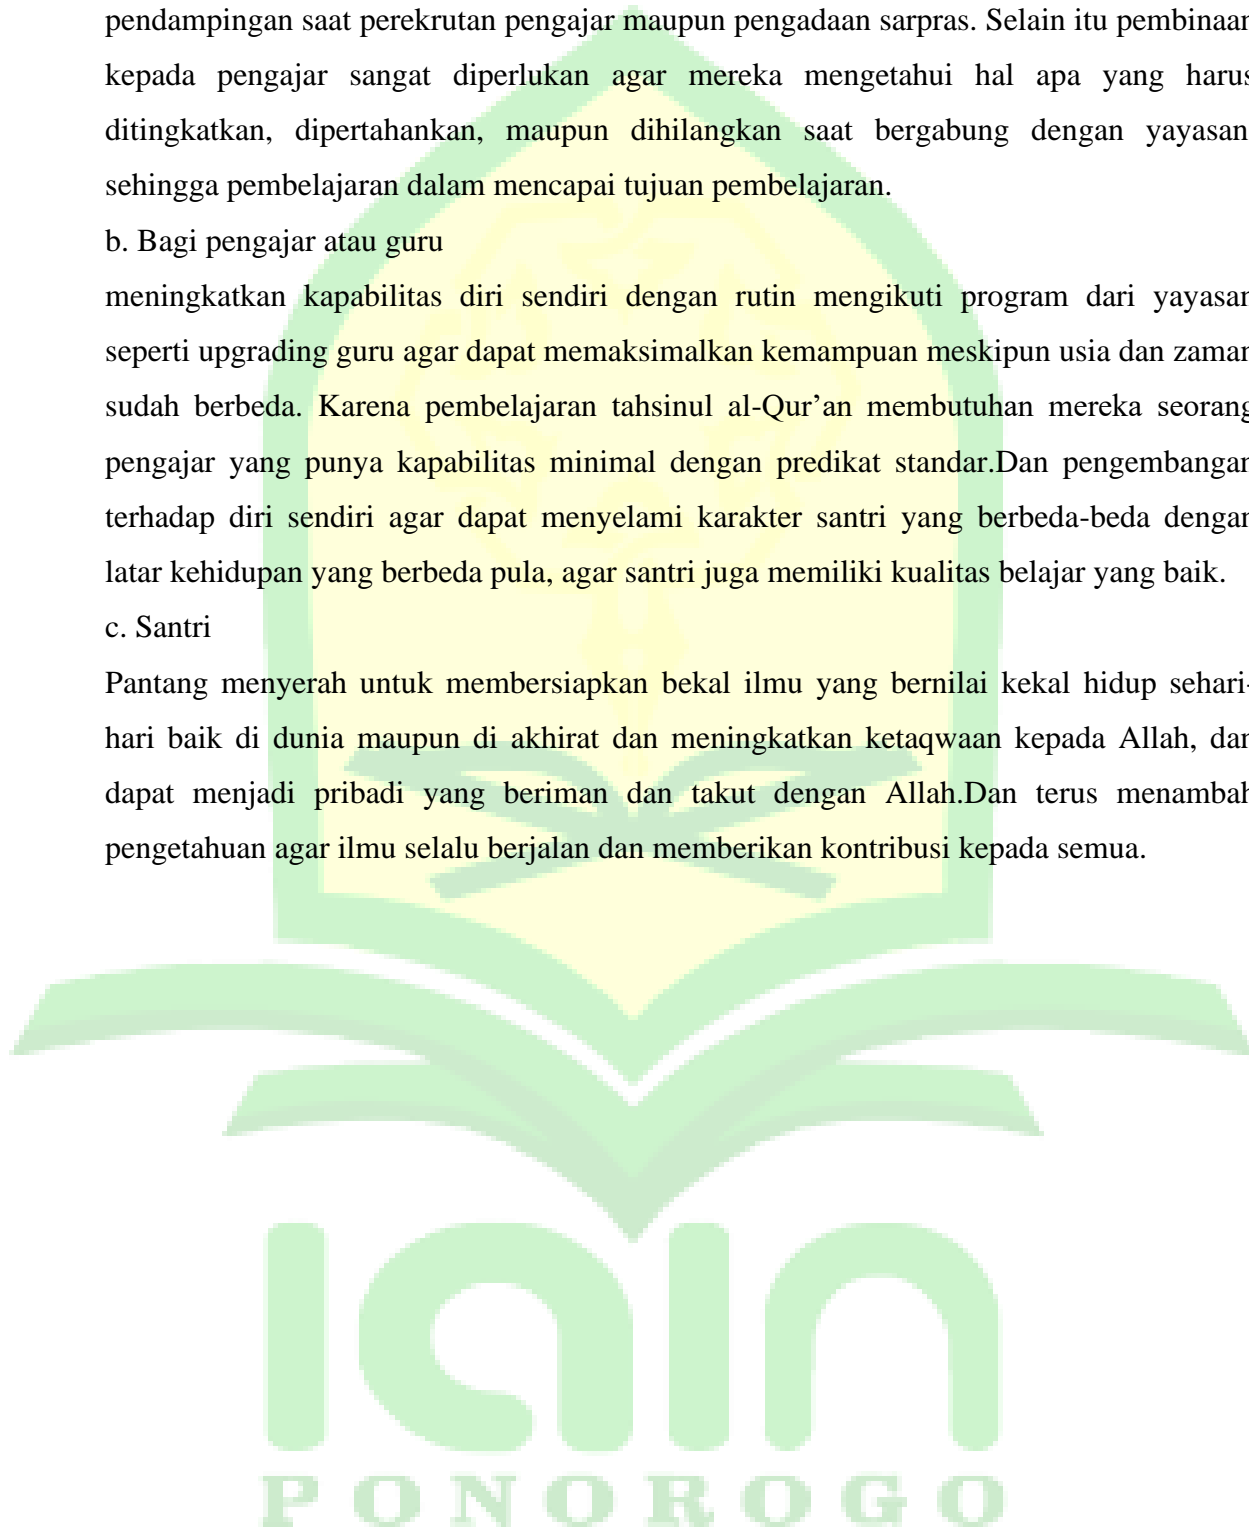 pendampingan saat perekrutan pengajar maupun pengadaan sarpras. Selain itu pembinaan
kepada pengajar sangat diperlukan agar mereka mengetahui hal apa yang harus
ditingkatkan, dipertahankan, maupun dihilangkan saat bergabung dengan yayasan
sehingga pembelajaran dalam mencapai tujuan pembelajaran.
b. Bagi pengajar atau guru
meningkatkan kapabilitas diri sendiri dengan rutin mengikuti program dari yayasan
seperti upgrading guru agar dapat memaksimalkan kemampuan meskipun usia dan zaman
sudah berbeda. Karena pembelajaran tahsinul al-Qur’an membutuhan mereka seorang
pengajar yang punya kapabilitas minimal dengan predikat standar.Dan pengembangan
terhadap diri sendiri agar dapat menyelami karakter santri yang berbeda-beda dengan
latar kehidupan yang berbeda pula, agar santri juga memiliki kualitas belajar yang baik.
c. Santri
Pantang menyerah untuk membersiapkan bekal ilmu yang bernilai kekal hidup sehari-
hari baik di dunia maupun di akhirat dan meningkatkan ketaqwaan kepada Allah, dan
dapat menjadi pribadi yang beriman dan takut dengan Allah.Dan terus menambah
pengetahuan agar ilmu selalu berjalan dan memberikan kontribusi kepada semua.
iain
PONOROGO